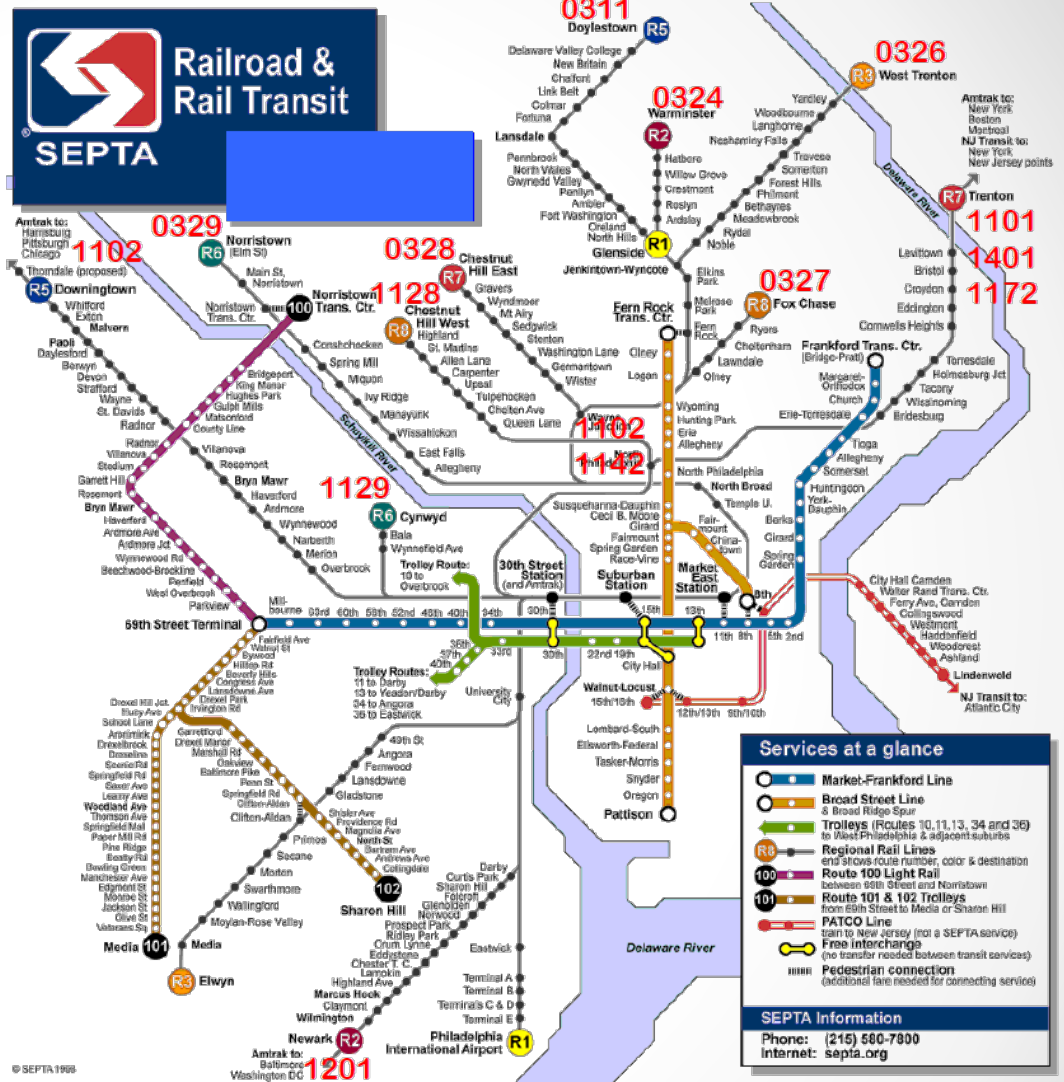 Railroad &
Rail Transit
SEPTA
0311
Doylestown
R5
Delaware Valley College
New Britain
Chalfont
Link Belt
Colmar
Fortuna
Lansdale
Pennbrook
North Wales
Gwynedd Valley
Penllyn
Ambler
Fort Washington
Oreland
North Hills
Glenside
R1
Jenkintown-Wyncote
0324
Warminster
R2
Hatboro
Willow Grove
Crestmont
Roslyn
Ardsley
0326
R3
West Trenton
Yardley
Woodbourne
Langhorne
Neshaminy Falls
Trevose
Somerton
Forest Hills
Philmont
Bethayres
Meadowbrook
Rydal
Noble
Delaware River
Amtrak to:
New York
Boston
Montreal
NJ Transit to:
New York
New Jersey points
R7
Trenton
1101
1401
1172
Levittown
Bristol
Croydon
Eddington
Cornwells Heights
Torresdale
Holmesburg Jct
Tacony
Wissinoming
Bridesburg
Amtrak to:
Harrisburg
Pittsburgh
Chicago
1102
Thorndale (proposed)
R5
Downingtown
Whitford
Exton
Malvern
Paoli
Daylesford
Berwyn
Devon
Strafford
Wayne
St. Davids
Radnor
Villanova
Rosemont
Bryn Mawr
Haverford
Ardmore
Wynnewood
Narberth
Merion
Overbrook
0329
R6
Norristown
(Elm St)
Main St,
Norristown
Norristown
Trans. Ctr.
100
Norristown
Trans. Ctr.
Conshohocken
Spring Mill
Miquon
Ivy Ridge
Manayunk
Wissahickon
East Falls
Allegheny
Schuylkill River
Bridgeport
King Manor
Hughes Park
Gulph Mills
Matsonford
County Line
Radnor
Villanova
Stadium
Garrett Hill
Rosemont
Bryn Mawr
Haverford
Ardmore Ave
Ardmore Jct
Wynnewood Rd
Beechwood-Brookline
Penfield
West Overbrook
Parkview
69th Street Terminal
0328
R7
Chestnut
Hill East
Gravers
Wyndmoor
Mt Airy
Sedgwick
Stenton
Washington Lane
Germantown
Wister
Wayne
Junction
1102
1142
North
1128
R8
Chestnut
Hill West
Highland
St. Martins
Allen Lane
Carpenter
Upsal
Tulpehocken
Chelten Ave
Queen Lane
Elkins
Park
Melrose
Park
Fern
Rock
Fern Rock
Trans. Ctr.
0327
R8
Fox Chase
Ryers
Cheltenham
Lawndale
Olney
Olney
Logan
Wyoming
Hunting Park
Erie
Allegheny
North Philadelphia
North Broad
Temple U.
Susquehanna-Dauphin
Cecil B. Moore
Girard
Fairmount
Spring Garden
Race-Vine
Fair-
mount
China-
town
Frankford Trans. Ctr.
(Bridge-Pratt)
Margaret-
Orthodox
Church
Erie-Torresdale
Tioga
Allegheny
Somerset
Huntingdon
York-
Dauphin
Berks
Girard
Spring
Garden
1129
R6
Cynwyd
Bala
Wynnefield Ave
Trolley Route:
10 to
Overbrook
30th Street
Station
(and Amtrak)
Suburban
Station
Market
East
Station
30th
15th
13th
8th
Mill-
bourne
63rd
60th
56th
52nd
46th
40th
34th
11th
8th
5th
2nd
36th
37th
40th
33rd
30th
22nd
19th
City Hall
Trolley Routes:
11 to Darby
13 to Yeadon/Darby
34 to Angora
36 to Eastwick
University
City
Walnut-Locust
15th/16th
12th/13th
9th/10th
City Hall Camden
Walter Rand Trans. Ctr.
Ferry Ave, Camden
Collingswood
Westmont
Haddonfield
Woodcrest
Ashland
Lindenwold
NJ Transit to:
Atlantic City
Lombard-South
Ellsworth-Federal
Tasker-Morris
Snyder
Oregon
Pattison
Fairfield Ave
Walnut St
Bywood
Hilltop Rd
Beverly Hills
Congress Ave
Lansdowne Ave
Drexel Park
Irvington Rd
Drexel Hill Jct.
Huey Ave
School Lane
Aronimink
Drexelbrook
Drexeline
Scenic Rd
Springfield Rd
Saxer Ave
Leamy Ave
Woodland Ave
Thomson Ave
Springfield Mall
Paper Mill Rd
Pine Ridge
Beatty Rd
Bowling Green
Manchester Ave
Edgmont St
Monroe St
Jackson St
Olive St
Veterans Sq
Media
101
Garrettford
Drexel Manor
Marshall Rd
Oakview
Baltimore Pike
Penn St
Springfield Rd
Clifton-Aldan
Shisler Ave
Providence Rd
Magnolia Ave
North St
Bartram Ave
Andrews Ave
Collingdale
102
Sharon Hill
49th St
Angora
Fernwood
Lansdowne
Gladstone
Clifton-Aldan
Primos
Secane
Morton
Swarthmore
Wallingford
Moylan-Rose Valley
Media
R3
Elwyn
Darby
Curtis Park
Sharon Hill
Folcroft
Glenolden
Norwood
Prospect Park
Ridley Park
Crum Lynne
Eddystone
Chester T. C.
Lamokin
Highland Ave
Marcus Hook
Claymont
Wilmington
Newark
R2
Amtrak to:
Baltimore
Washington DC
1201
Eastwick
Terminal A
Terminal B
Terminals C & D
Terminal E
Philadelphia
International Airport
R1
Delaware River
Services at a glance
Market-Frankford Line
Broad Street Line
& Broad Ridge Spur
Trolleys (Routes 10,11,13, 34 and 36)
to West Philadelphia & adjacent suburbs
R8
Regional Rail Lines
end shows route number, color & destination
100
Route 100 Light Rail
between 69th Street and Norristown
101
Route 101 & 102 Trolleys
from 69th Street to Media or Sharon Hill
PATCO Line
train to New Jersey (not a SEPTA service)
Free interchange
(no transfer needed between transit services)
Pedestrian connection
(additional fare needed for connecting service)
SEPTA Information
Phone: (215) 580-7800
Internet: septa.org
© SEPTA 1998